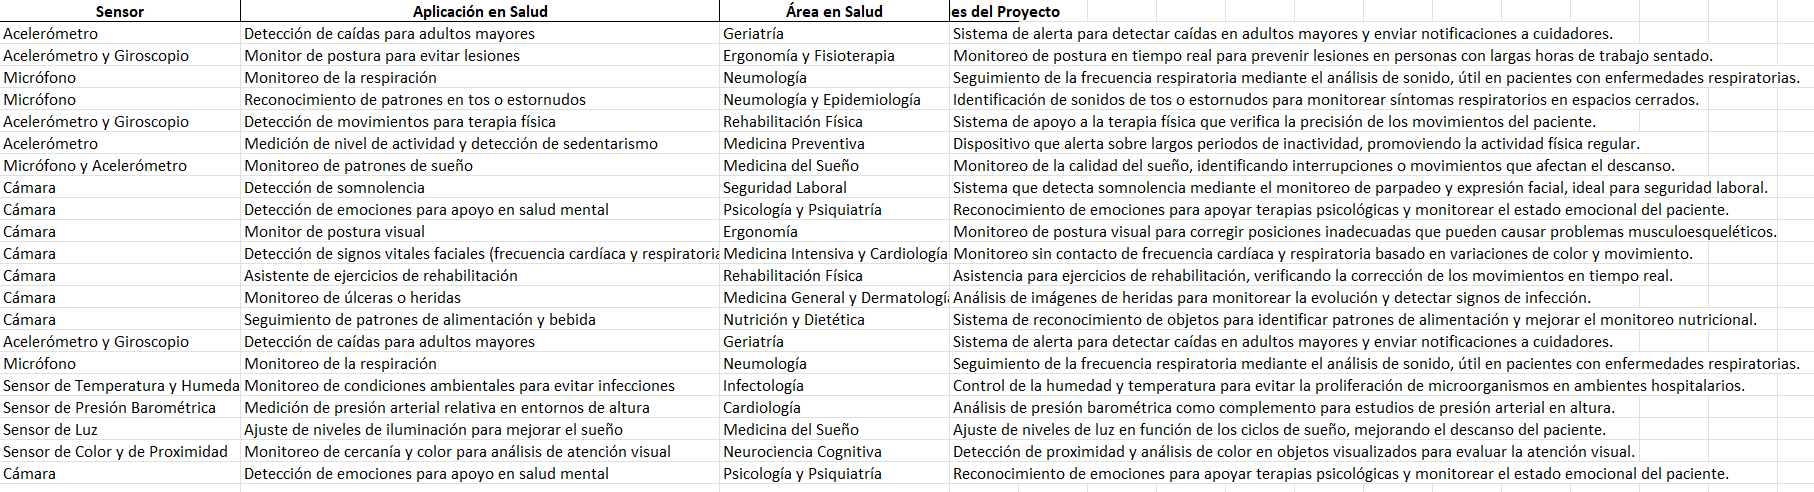 Sensor Aplicación en Salud Área en Salud es del Proyecto
Acelerómetro Detección de caídas para adultos mayores Geriatría Sistema de alerta para detectar caídas en adultos mayores y enviar notificaciones a cuidadores.
Acelerómetro y Giroscopio Monitor de postura para evitar lesiones Ergonomía y Fisioterapia Monitoreo de postura en tiempo real para prevenir lesiones en personas con largas horas de trabajo sentado.
Micrófono Monitoreo de la respiración Neumología Seguimiento de la frecuencia respiratoria mediante el análisis de sonido, útil en pacientes con enfermedades respiratorias.
Micrófono Reconocimiento de patrones en tos o estornudos Neumología y Epidemiología Identificación de sonidos de tos o estornudos para monitorear síntomas respiratorios en espacios cerrados.
Acelerómetro y Giroscopio Detección de movimientos para terapia física Rehabilitación Física Sistema de apoyo a la terapia física que verifica la precisión de los movimientos del paciente.
Acelerómetro Medición de nivel de actividad y detección de sedentarismo Medicina Preventiva Dispositivo que alerta sobre largos periodos de inactividad, promoviendo la actividad física regular.
Micrófono y Acelerómetro Monitoreo de patrones de sueño Medicina del Sueño Monitoreo de la calidad del sueño, identificando interrupciones o movimientos que afectan el descanso.
Cámara Detección de somnolencia Seguridad Laboral Sistema que detecta somnolencia mediante el monitoreo de parpadeo y expresión facial, ideal para seguridad laboral.
Cámara Detección de emociones para apoyo en salud mental Psicología y Psiquiatría Reconocimiento de emociones para apoyar terapias psicológicas y monitorear el estado emocional del paciente.
Cámara Monitor de postura visual Ergonomía Monitoreo de postura visual para corregir posiciones inadecuadas que pueden causar problemas musculoesqueléticos.
Cámara Detección de signos vitales faciales (frecuencia cardíaca y respiratoria Medicina Intensiva y Cardiología Monitoreo sin contacto de frecuencia cardíaca y respiratoria basado en variaciones de color y movimiento.
Cámara Asistente de ejercicios de rehabilitación Rehabilitación Física Asistencia para ejercicios de rehabilitación, verificando la corrección de los movimientos en tiempo real.
Cámara Monitoreo de úlceras o heridas Medicina General y Dermatologí Análisis de imágenes de heridas para monitorear la evolución y detectar signos de infección.
Cámara Seguimiento de patrones de alimentación y bebida Nutrición y Dietética Sistema de reconocimiento de objetos para identificar patrones de alimentación y mejorar el monitoreo nutricional.
Acelerómetro y Giroscopio Detección de caídas para adultos mayores Geriatría Sistema de alerta para detectar caídas en adultos mayores y enviar notificaciones a cuidadores.
Micrófono Monitoreo de la respiración Neumología Seguimiento de la frecuencia respiratoria mediante el análisis de sonido, útil en pacientes con enfermedades respiratorias.
Sensor de Temperatura y Humeda Monitoreo de condiciones ambientales para evitar infecciones Infectología Control de la humedad y temperatura para evitar la proliferación de microorganismos en ambientes hospitalarios.
Sensor de Presión Barométrica Medición de presión arterial relativa en entornos de altura Cardiología Análisis de presión barométrica como complemento para estudios de presión arterial en altura.
Sensor de Luz Ajuste de niveles de iluminación para mejorar el sueño Medicina del Sueño Ajuste de niveles de luz en función de los ciclos de sueño, mejorando el descanso del paciente.
Sensor de Color y de Proximidad Monitoreo de cercanía y color para análisis de atención visual Neurociencia Cognitiva Detección de proximidad y análisis de color en objetos visualizados para evaluar la atención visual.
Cámara Detección de emociones para apoyo en salud mental Psicología y Psiquiatría Reconocimiento de emociones para apoyar terapias psicológicas y monitorear el estado emocional del paciente.